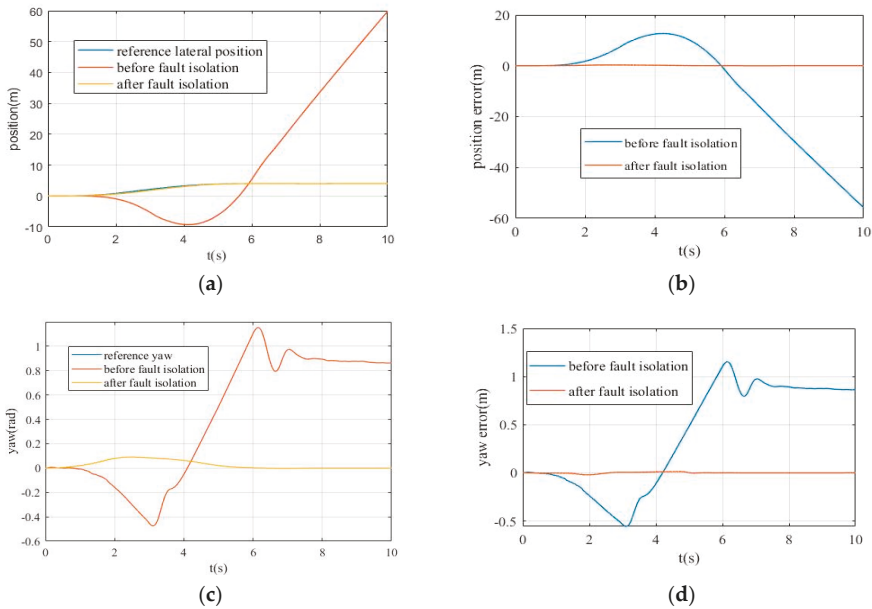 position(m)
60
50
40
30
20
10
0
-10
reference lateral position
before fault isolation
after fault isolation
0 2 4 6 8 10
t(s)
(a)
position error(m)
20
0
-20
-40
-60
before fault isolation
after fault isolation
0 2 4 6 8 10
t(s)
(b)
yaw(rad)
1
0.8
0.6
0.4
0.2
0
-0.2
-0.4
-0.6
reference yaw
before fault isolation
after fault isolation
0 2 4 6 8 10
t(s)
(c)
yaw error(m)
1.5
1
0.5
0
-0.5
before fault isolation
after fault isolation
0 2 4 6 8 10
t(s)
(d)